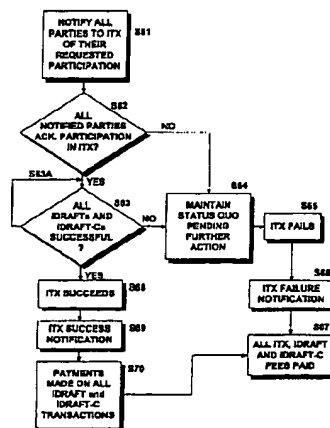 NOTIFY ALL
PARTIES TO ITX
OF THEIR
REQUESTED
PARTICIPATION
S61
S62
ALL
NOTIFIED PARTIES
ACK. PARTICIPATION
IN ITX?
NO
S63A
YES
S63
ALL
IDRAFTs AND
IDRAFT-Cs
SUCCESSFUL
?
NO
S64
MAINTAIN
STATUS QUO
PENDING
FURTHER
ACTION
S65
ITX FAILS
YES
S68
ITX SUCCEEDS
S66
ITX FAILURE
NOTIFICATION
S69
ITX SUCCESS
NOTIFICATION
S67
ALL ITX, IDRAFT
AND IDRAFT-C
FEES PAID
S70
PAYMENTS
MADE ON ALL
IDRAFT and
IDRAFT-C
TRANSACTIONS